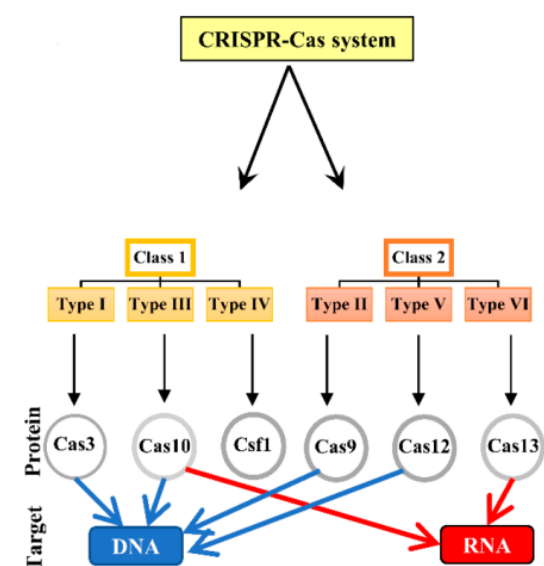 CRISPR-Cas system
Class 1
Class 2
Type I
Type III
Type IV
Type II
Type V
Type VI
Protein
Cas3
Cas10
Csf1
Cas9
Cas12
Cas13
Target
DNA
RNA